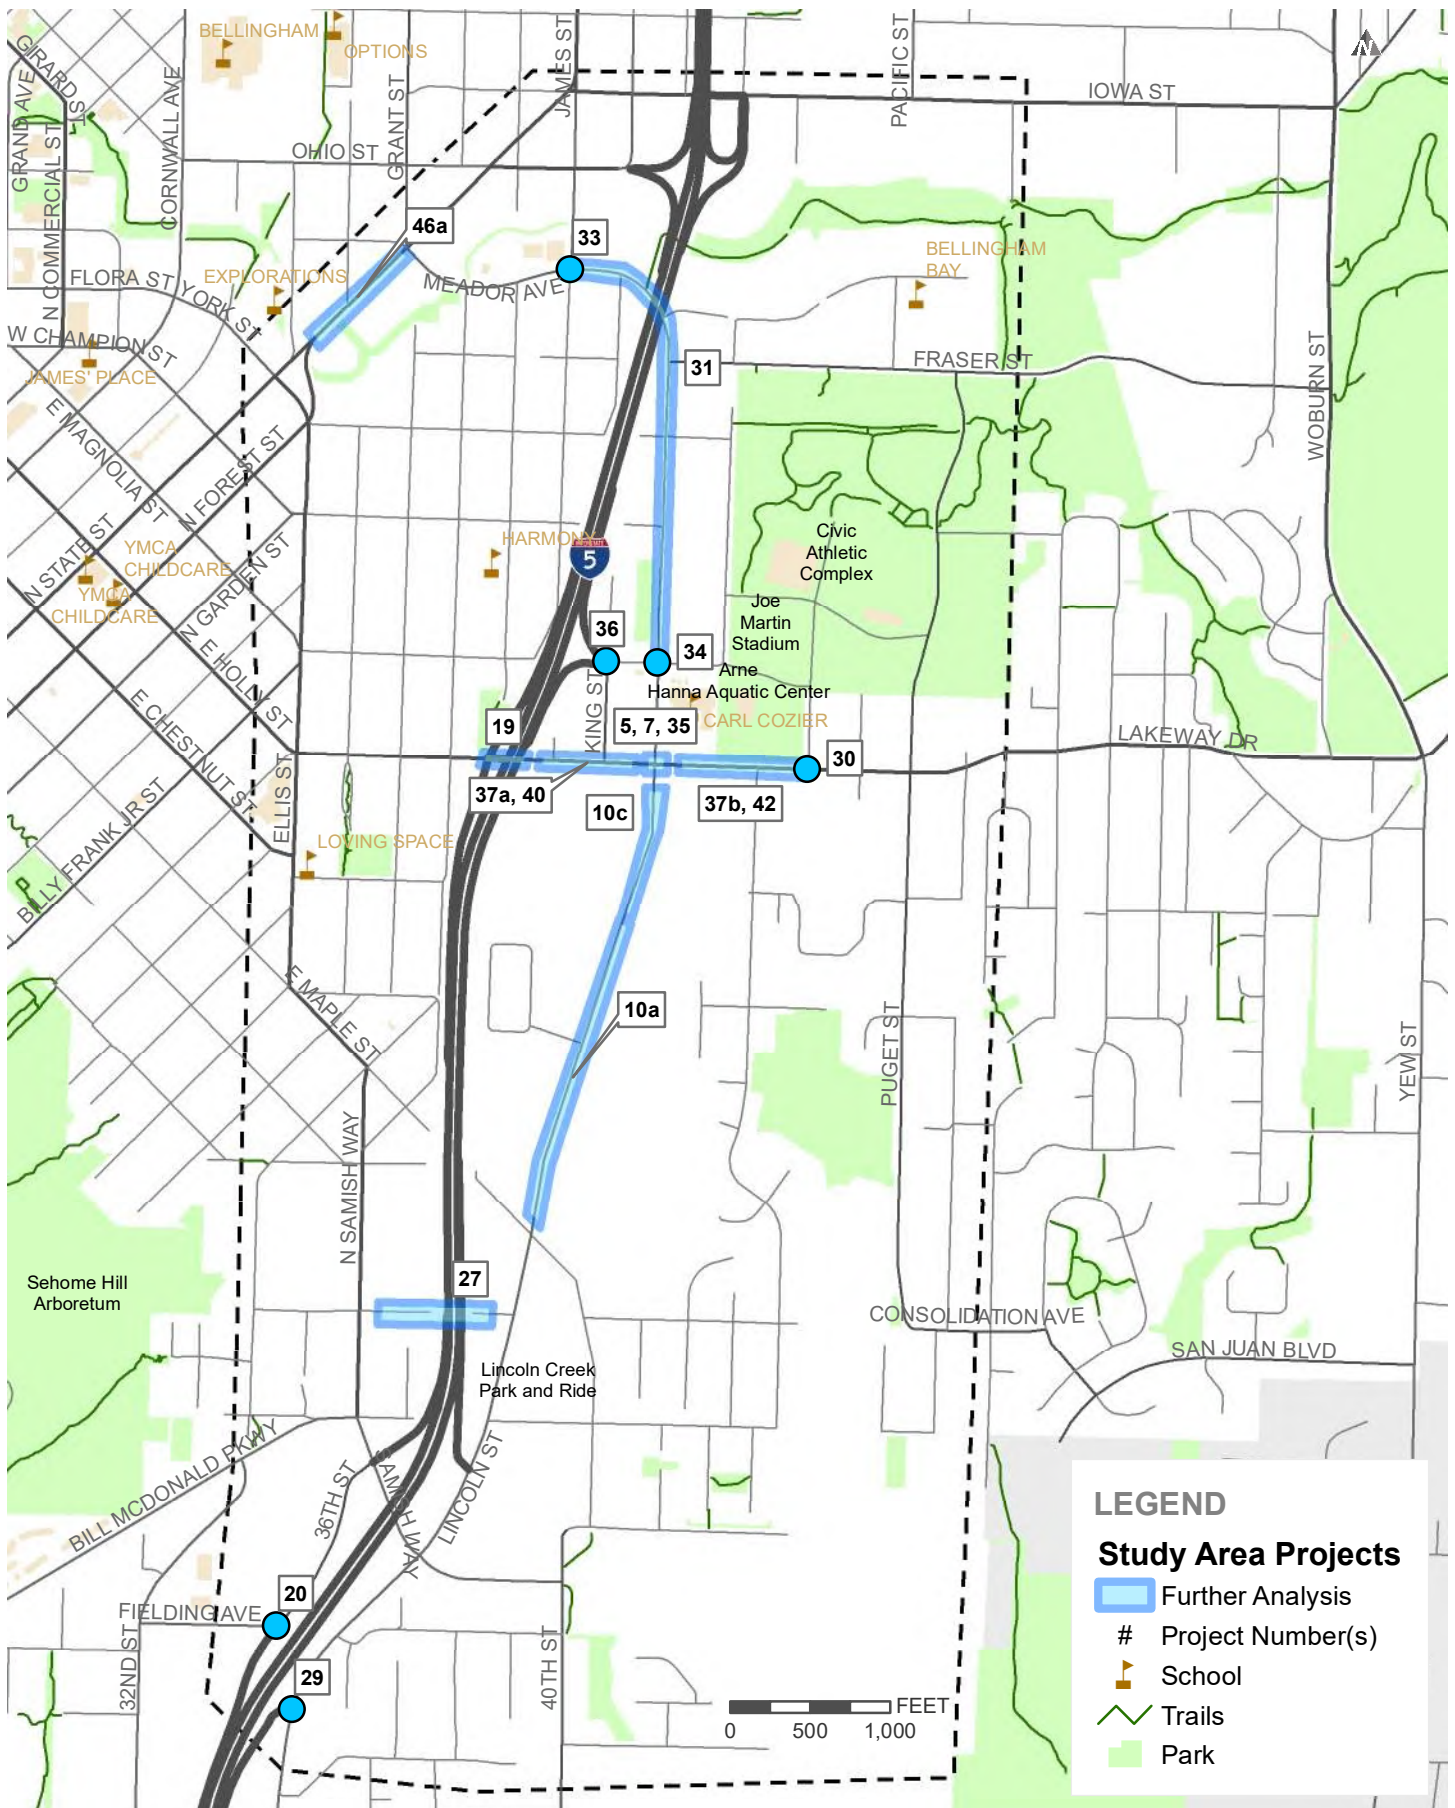 BELLINGHAM
OPTIONS
GIRARD ST
GRAND AVE
N COMMERCIAL ST
CORNWALL AVE
GRANT ST
JAMES ST
PACIFIC ST
N
IOWA ST
OHIO ST
46a
33
BELLINGHAM
BAY
EXPLORATIONS
FLORA ST
YORK ST
MEADOR AVE
W CHAMPION ST
JAMES' PLACE
31
FRASER ST
WOBURN ST
E MAGNOLIA ST
N FOREST ST
N STATE ST
YMCA
CHILDCARE
YMCA
CHILDCARE
N GARDEN ST
HARMONY
INTERSTATE
5
Civic
Athletic
Complex
Joe
Martin
Stadium
36
34
Arne
Hanna Aquatic Center
N E HOLLY ST
E CHESTNUT ST
19
KING ST
5, 7, 35
CARL COZIER
LAKEWAY DR
30
ELLIS ST
37a, 40
10c
37b, 42
BILLY FRANK JR ST
LOVING SPACE
E MAPLE ST
10a
PUGET ST
YEW ST
N SAMISH WAY
Sehome Hill
Arboretum
27
CONSOLIDATION AVE
SAN JUAN BLVD
Lincoln Creek
Park and Ride
BILL MCDONALD PKWY
36TH ST
SAMISH WAY
LINCOLN ST
20
FIELDING AVE
32ND ST
29
40TH ST
FEET
0 500 1,000
LEGEND
Study Area Projects
Further Analysis
# Project Number(s)
School
Trails
Park